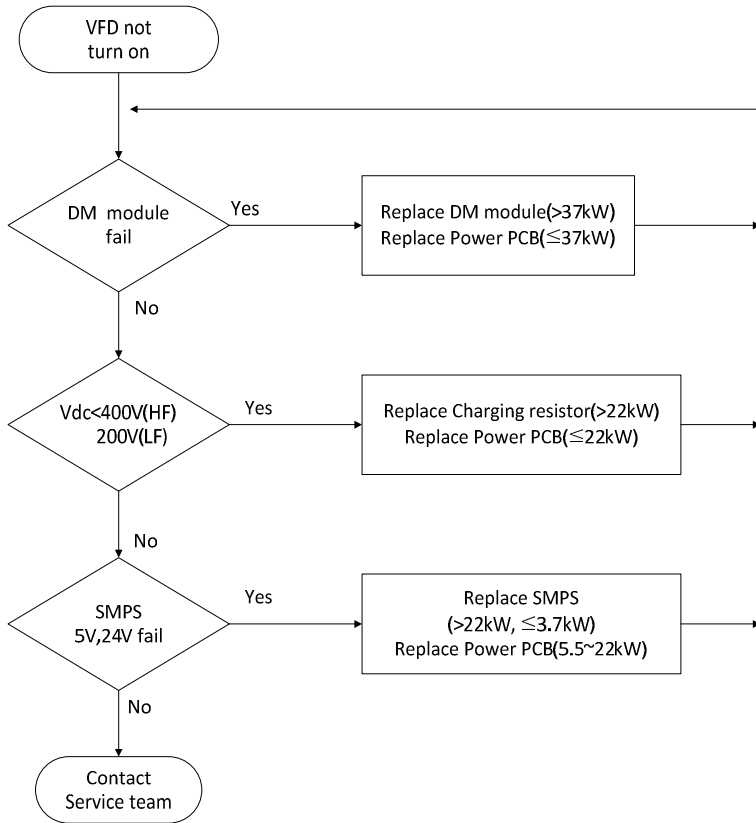 VFD not
turn on
DM module
fail
Yes
Replace DM module(>37kW)
Replace Power PCB(≦37kW)
No
Vdc<400V(HF)
200V(LF)
Yes
Replace Charging resistor(>22kW)
Replace Power PCB(≦22kW)
No
SMPS
5V,24V fail
Yes
Replace SMPS
(>22kW, ≦3.7kW)
Replace Power PCB(5.5~22kW)
No
Contact
Service team